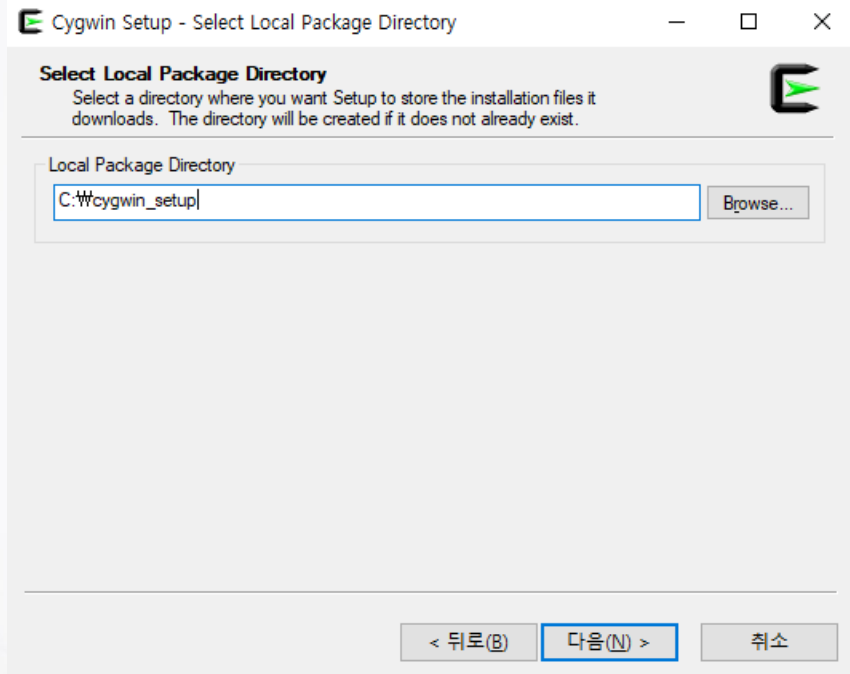 Cygwin Setup - Select Local Package Directory
Select Local Package Directory
Select a directory where you want Setup to store the installation files it
downloads. The directory will be created if it does not already exist.
Local Package Directory
C:₩cygwin_setup
Browse...
< 뒤로(B)
다음(N) >
취소